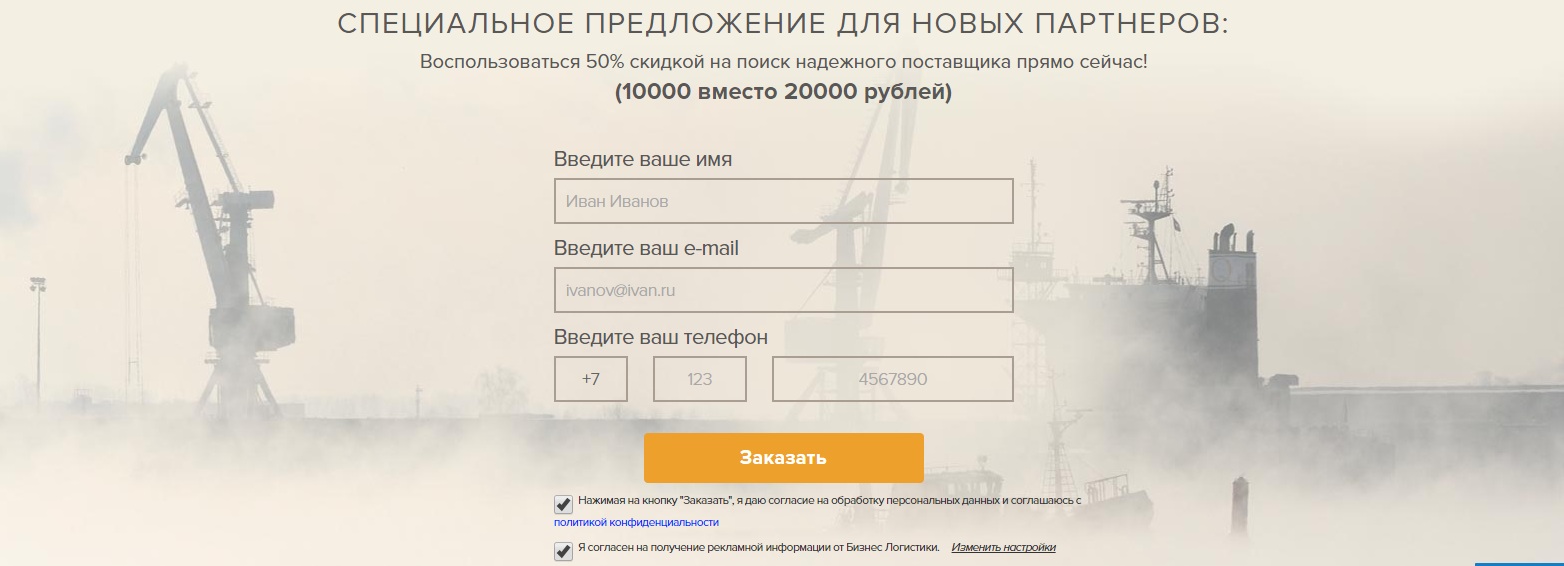 СПЕЦИАЛЬНОЕ ПРЕДЛОЖЕНИЕ ДЛЯ НОВЫХ ПАРТНЕРОВ:
Воспользоваться 50% скидкой на поиск надежного поставщика прямо сейчас!
(10000 вместо 20000 рублей)
Введите ваше имя
Иван Иванов
Введите ваш e-mail
ivanov@ivan.ru
Введите ваш телефон
+7 123 4567890
Заказать
Нажимая на кнопку "Заказать", я даю согласие на обработку персональных данных и соглашаюсь с
политикой конфиденциальности
Я согласен на получение рекламной информации от Бизнес Логистики. Изменить настройки